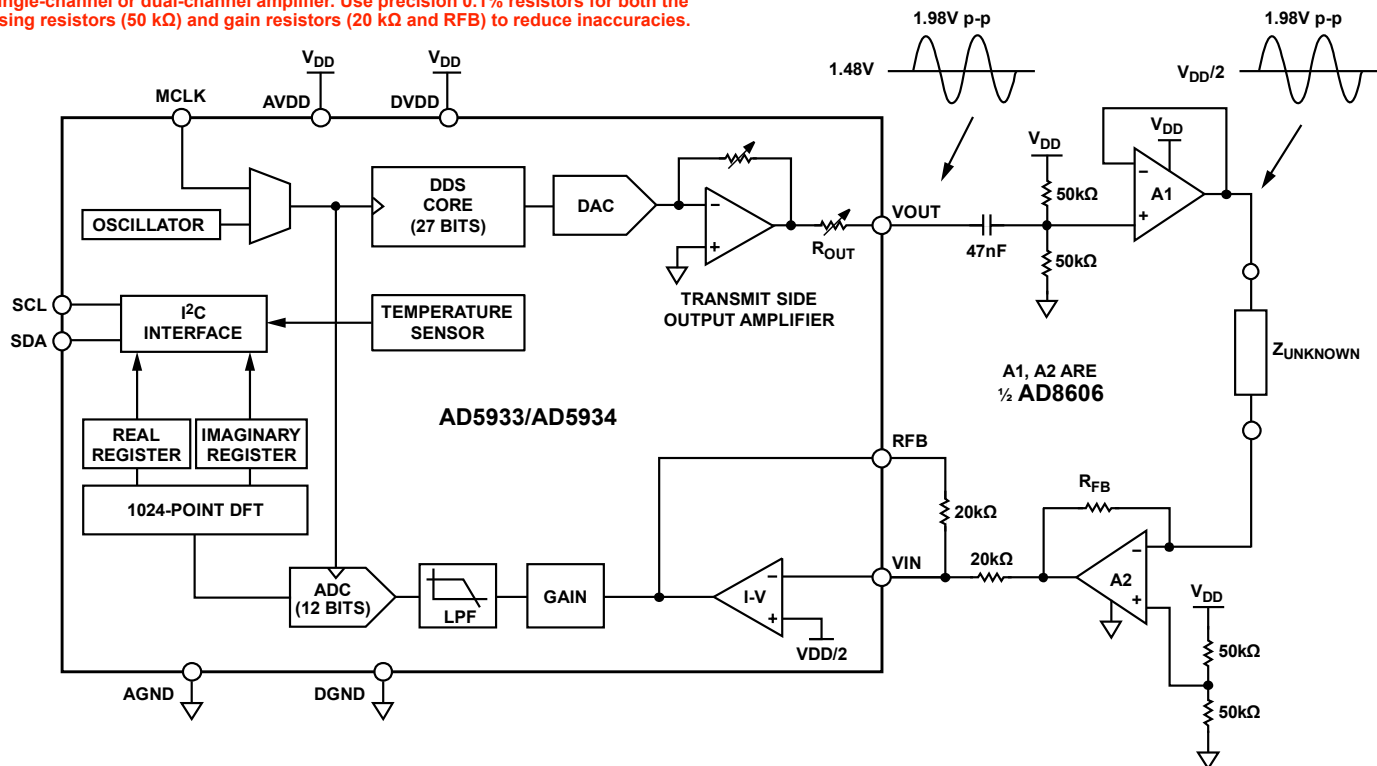 ingle-channel or dual-channel amplifier. Use precision 0.1% resistors for both the
sing resistors (50 kΩ) and gain resistors (20 kΩ and RFB) to reduce inaccuracies.
1.98V p-p
1.98V p-p
1.48V
VDD/2
VDD
VDD
MCLK
AVDD
DVDD
VDD
VDD
50kΩ
A1
DDS
CORE
(27 BITS)
DAC
OSCILLATOR
VOUT
ROUT
47nF
50kΩ
−
+
−
+
TRANSMIT SIDE
OUTPUT AMPLIFIER
SCL
SDA
I2C
INTERFACE
TEMPERATURE
SENSOR
ZUNKNOWN
A1, A2 ARE
½ AD8606
AD5933/AD5934
REAL
REGISTER
IMAGINARY
REGISTER
RFB
1024-POINT DFT
20kΩ
RFB
VIN
20kΩ
A2
−
+
ADC
(12 BITS)
LPF
GAIN
I-V
−
+
VDD/2
VDD
50kΩ
50kΩ
AGND
DGND